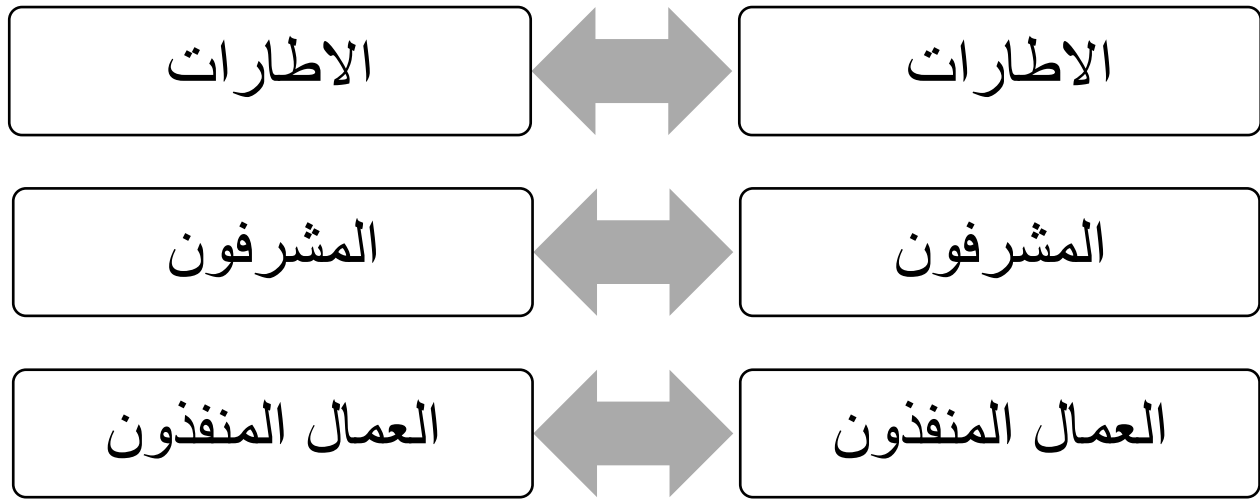 الاطارات
الاطارات
المشرفون
المشرفون
العمال المنفذون
العمال المنفذون